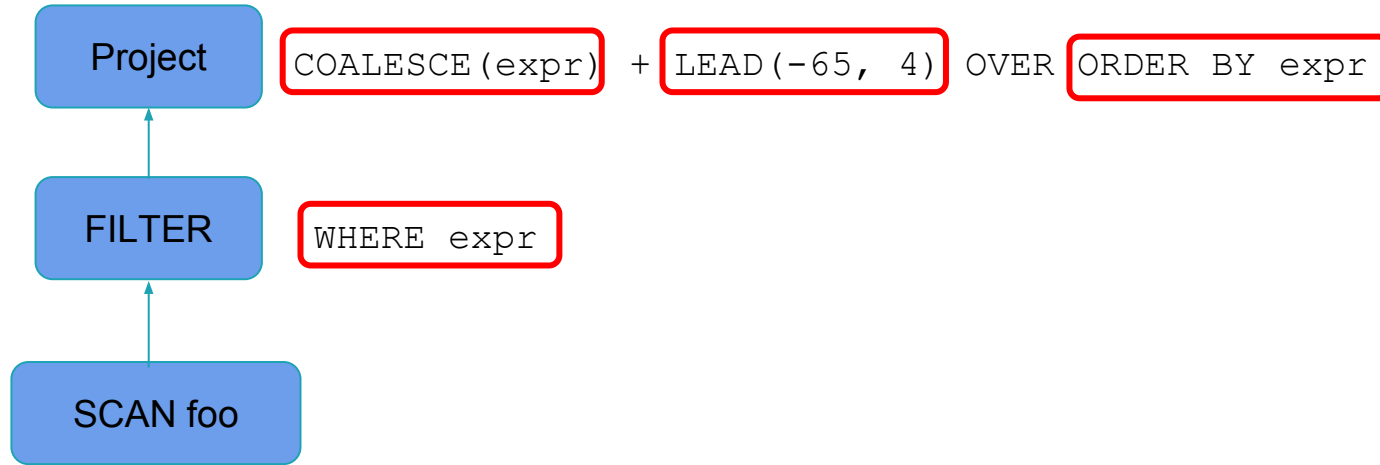 Project COALESCE(expr) + LEAD(-65, 4) OVER ORDER BY expr
FILTER WHERE expr
SCAN foo